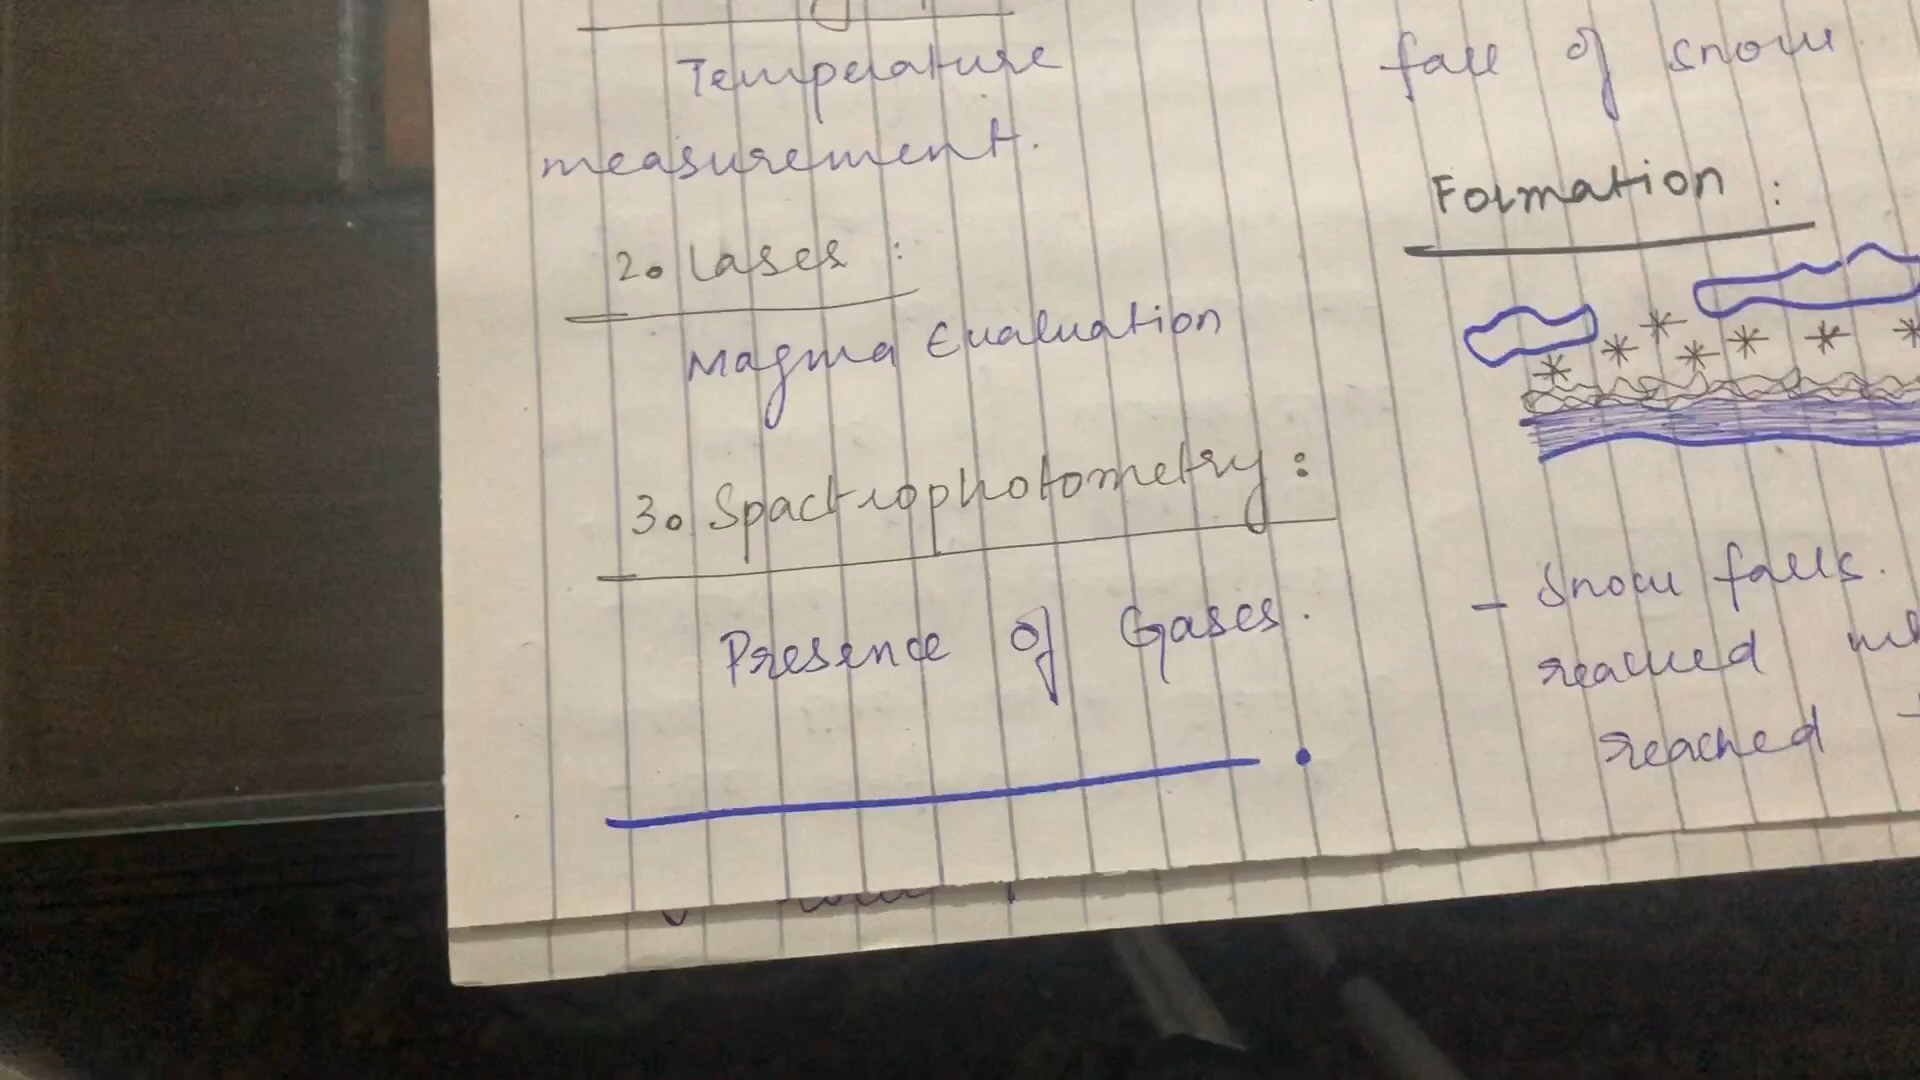 Temperature
measurement.
2. Lases :
Magma Evaluation
3. Spactrophotometry :
Presence of Gases.
fall of snow
Formation :
- Snow falls.
reached
reached